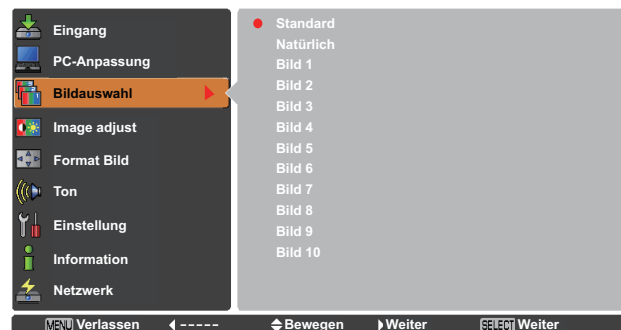 Eingang
PC-Anpassung
Bildauswahl
Image adjust
Format Bild
Ton
Einstellung
Information
Netzwerk
Standard
Natürlich
Bild 1
Bild 2
Bild 3
Bild 4
Bild 5
Bild 6
Bild 7
Bild 8
Bild 9
Bild 10
MENU Verlassen ----- Bewegen Weiter SELECT Weiter